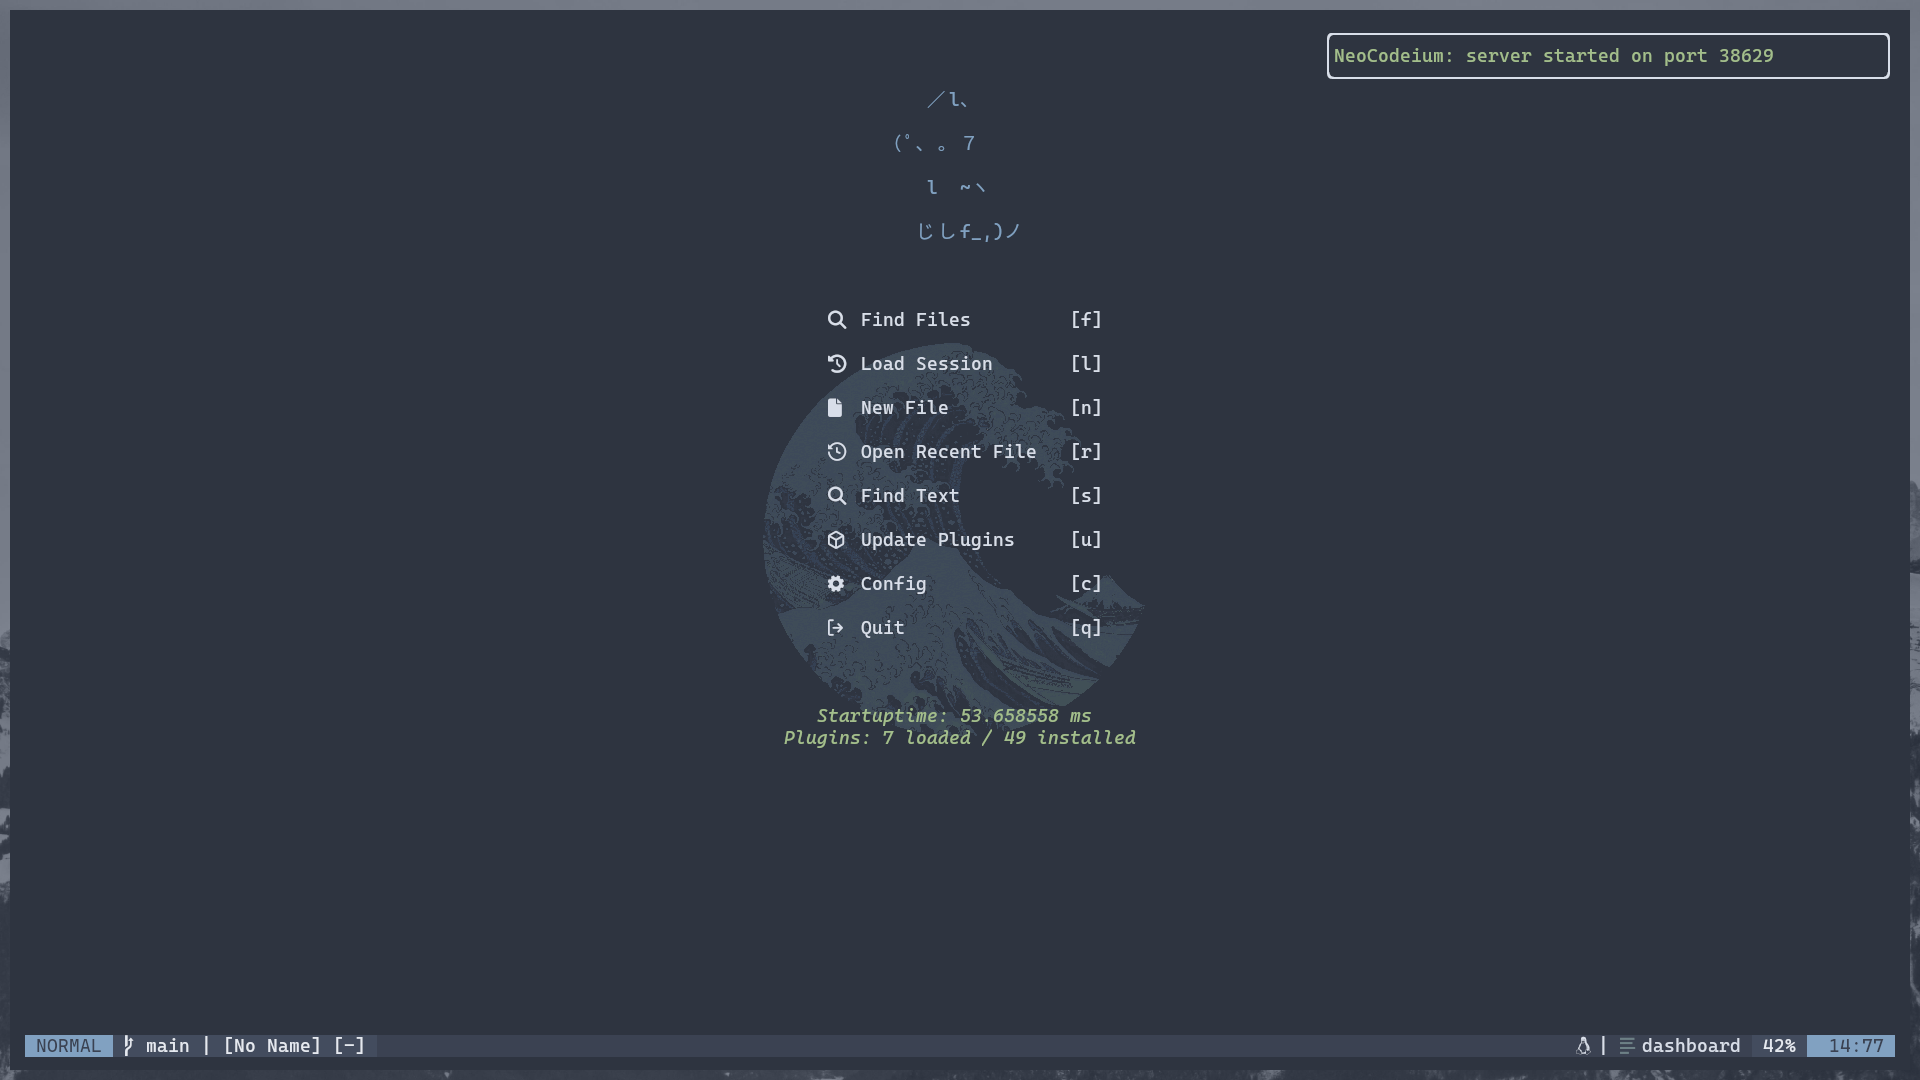 NeoCodeium: server started on port 38629
／l、
(ﾟ、。７
l ~ヽ
じしf_,)ノ
Find Files [f]
Load Session [l]
New File [n]
Open Recent File [r]
Find Text [s]
Update Plugins [u]
Config [c]
Quit [q]
Startuptime: 53.658558 ms
Plugins: 7 loaded / 49 installed
NORMAL main | [No Name] [-] | dashboard 42% 14:77